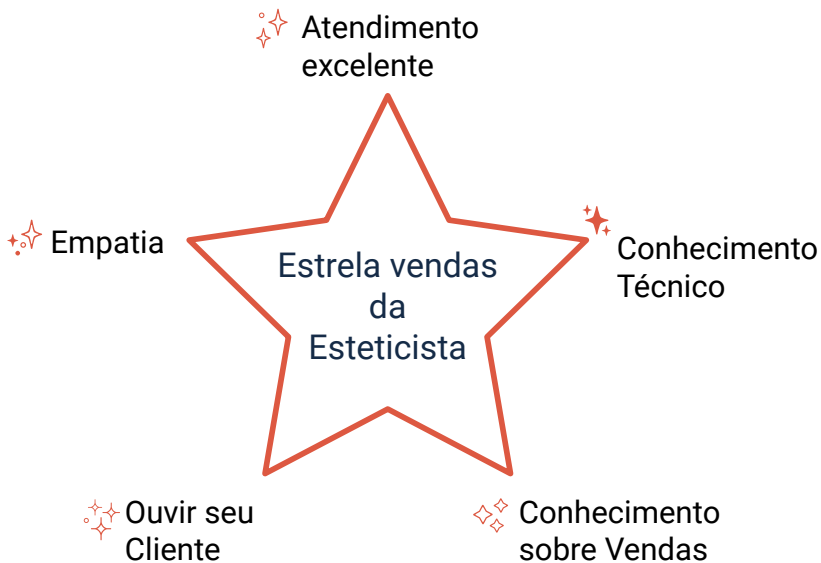 Atendimento
excelente
Empatia
Conhecimento
Técnico
Estrela vendas
da
Esteticista
Ouvir seu
Cliente
Conhecimento
sobre Vendas